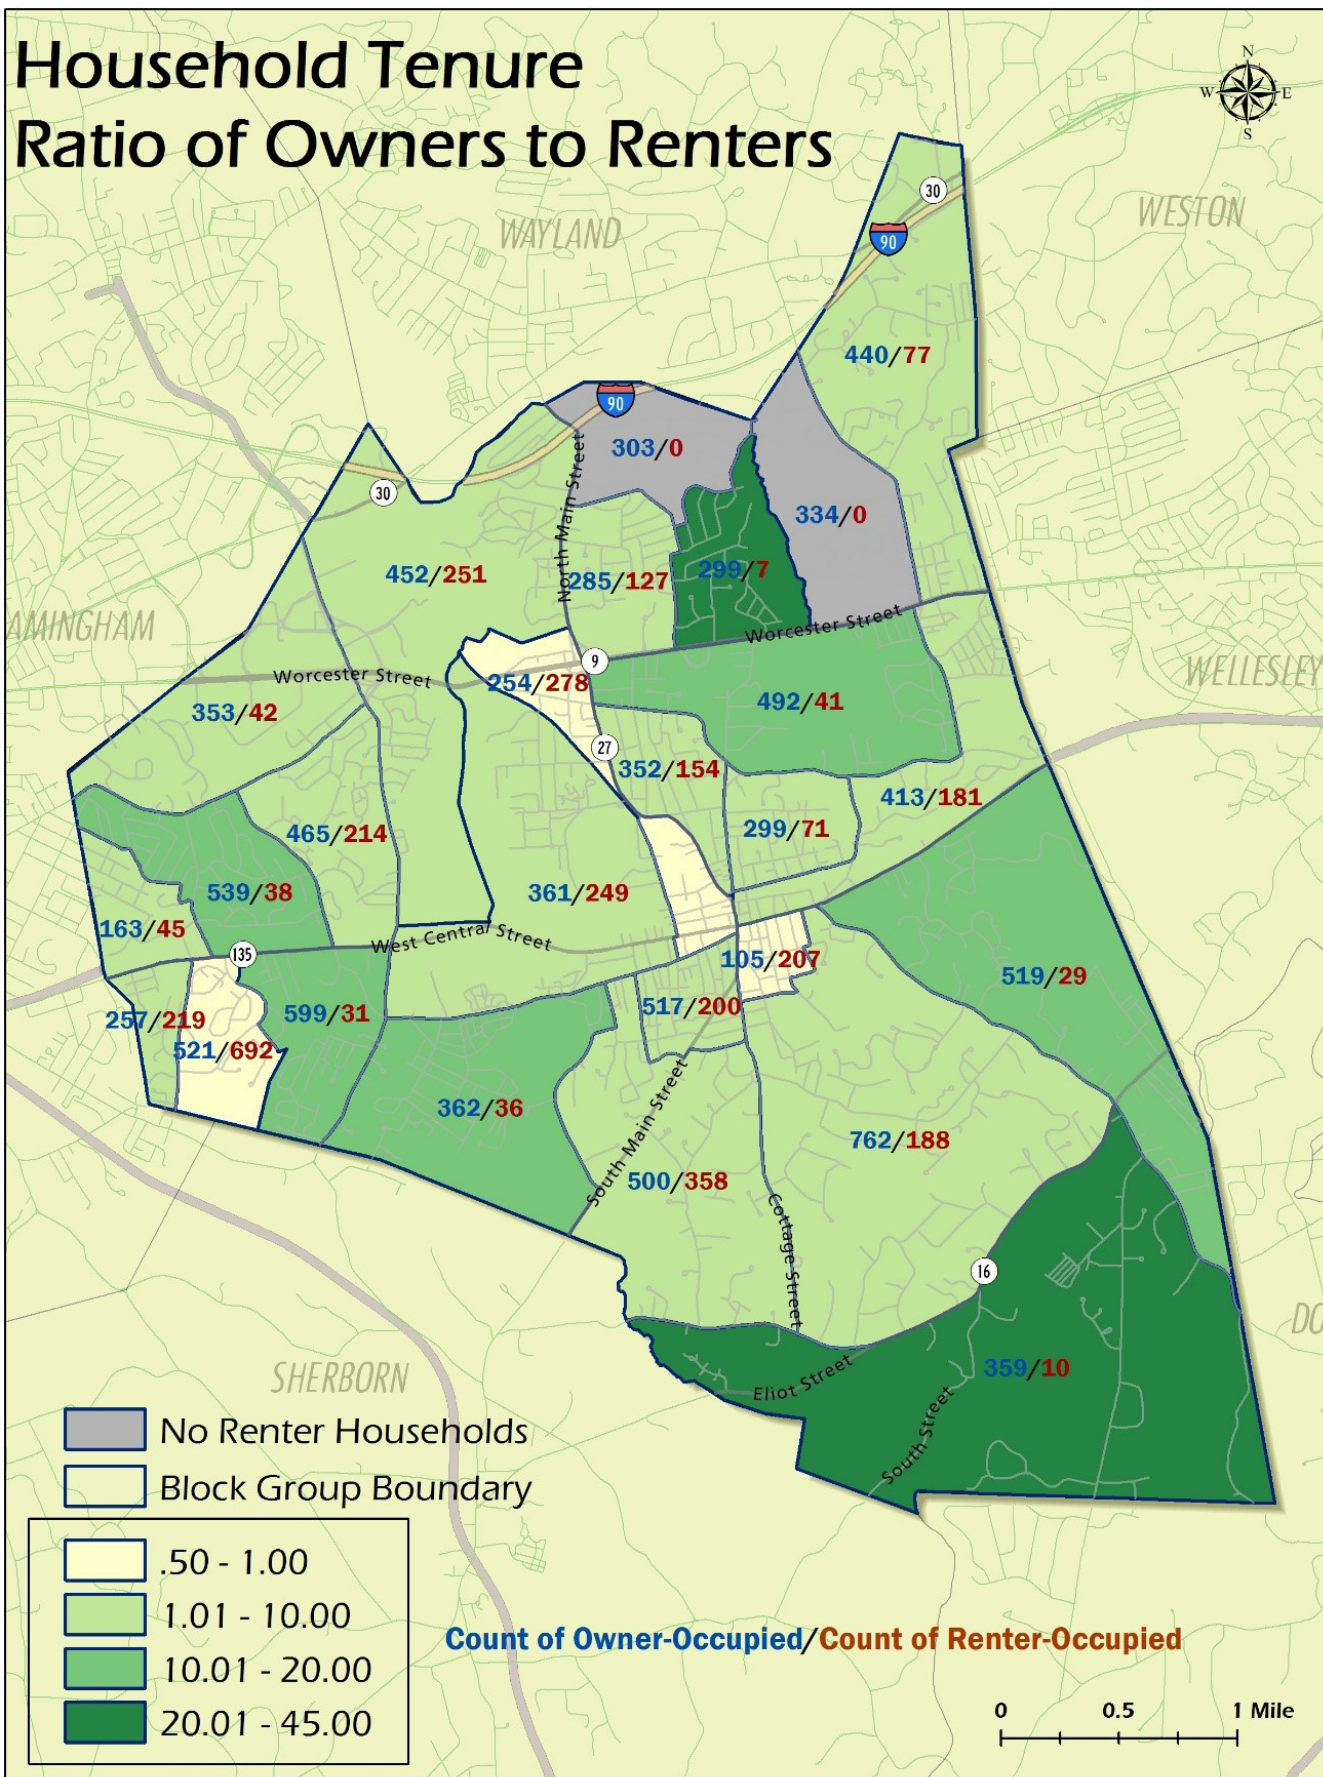 Household Tenure
Ratio of Owners to Renters
N
W
E
S
WAYLAND
WESTON
30
90
440/77
90
303/0
30
334/0
North Main Street
452/251
285/127
299/7
AMINGHAM
Worcester Street
9
Worcester Street
WELLESLEY
254/278
353/42
492/41
27
352/154
413/181
465/214
299/71
539/38
361/249
163/45
West Central Street
135
105/207
519/29
517/200
257/219
599/31
521/692
362/36
South Main Street
762/188
500/358
Cottage Street
16
DO
SHERBORN
Eliot Street
359/10
South Street
No Renter Households
Block Group Boundary
.50 - 1.00
1.01 - 10.00
10.01 - 20.00
20.01 - 45.00
Count of Owner-Occupied/Count of Renter-Occupied
0 0.5 1 Mile